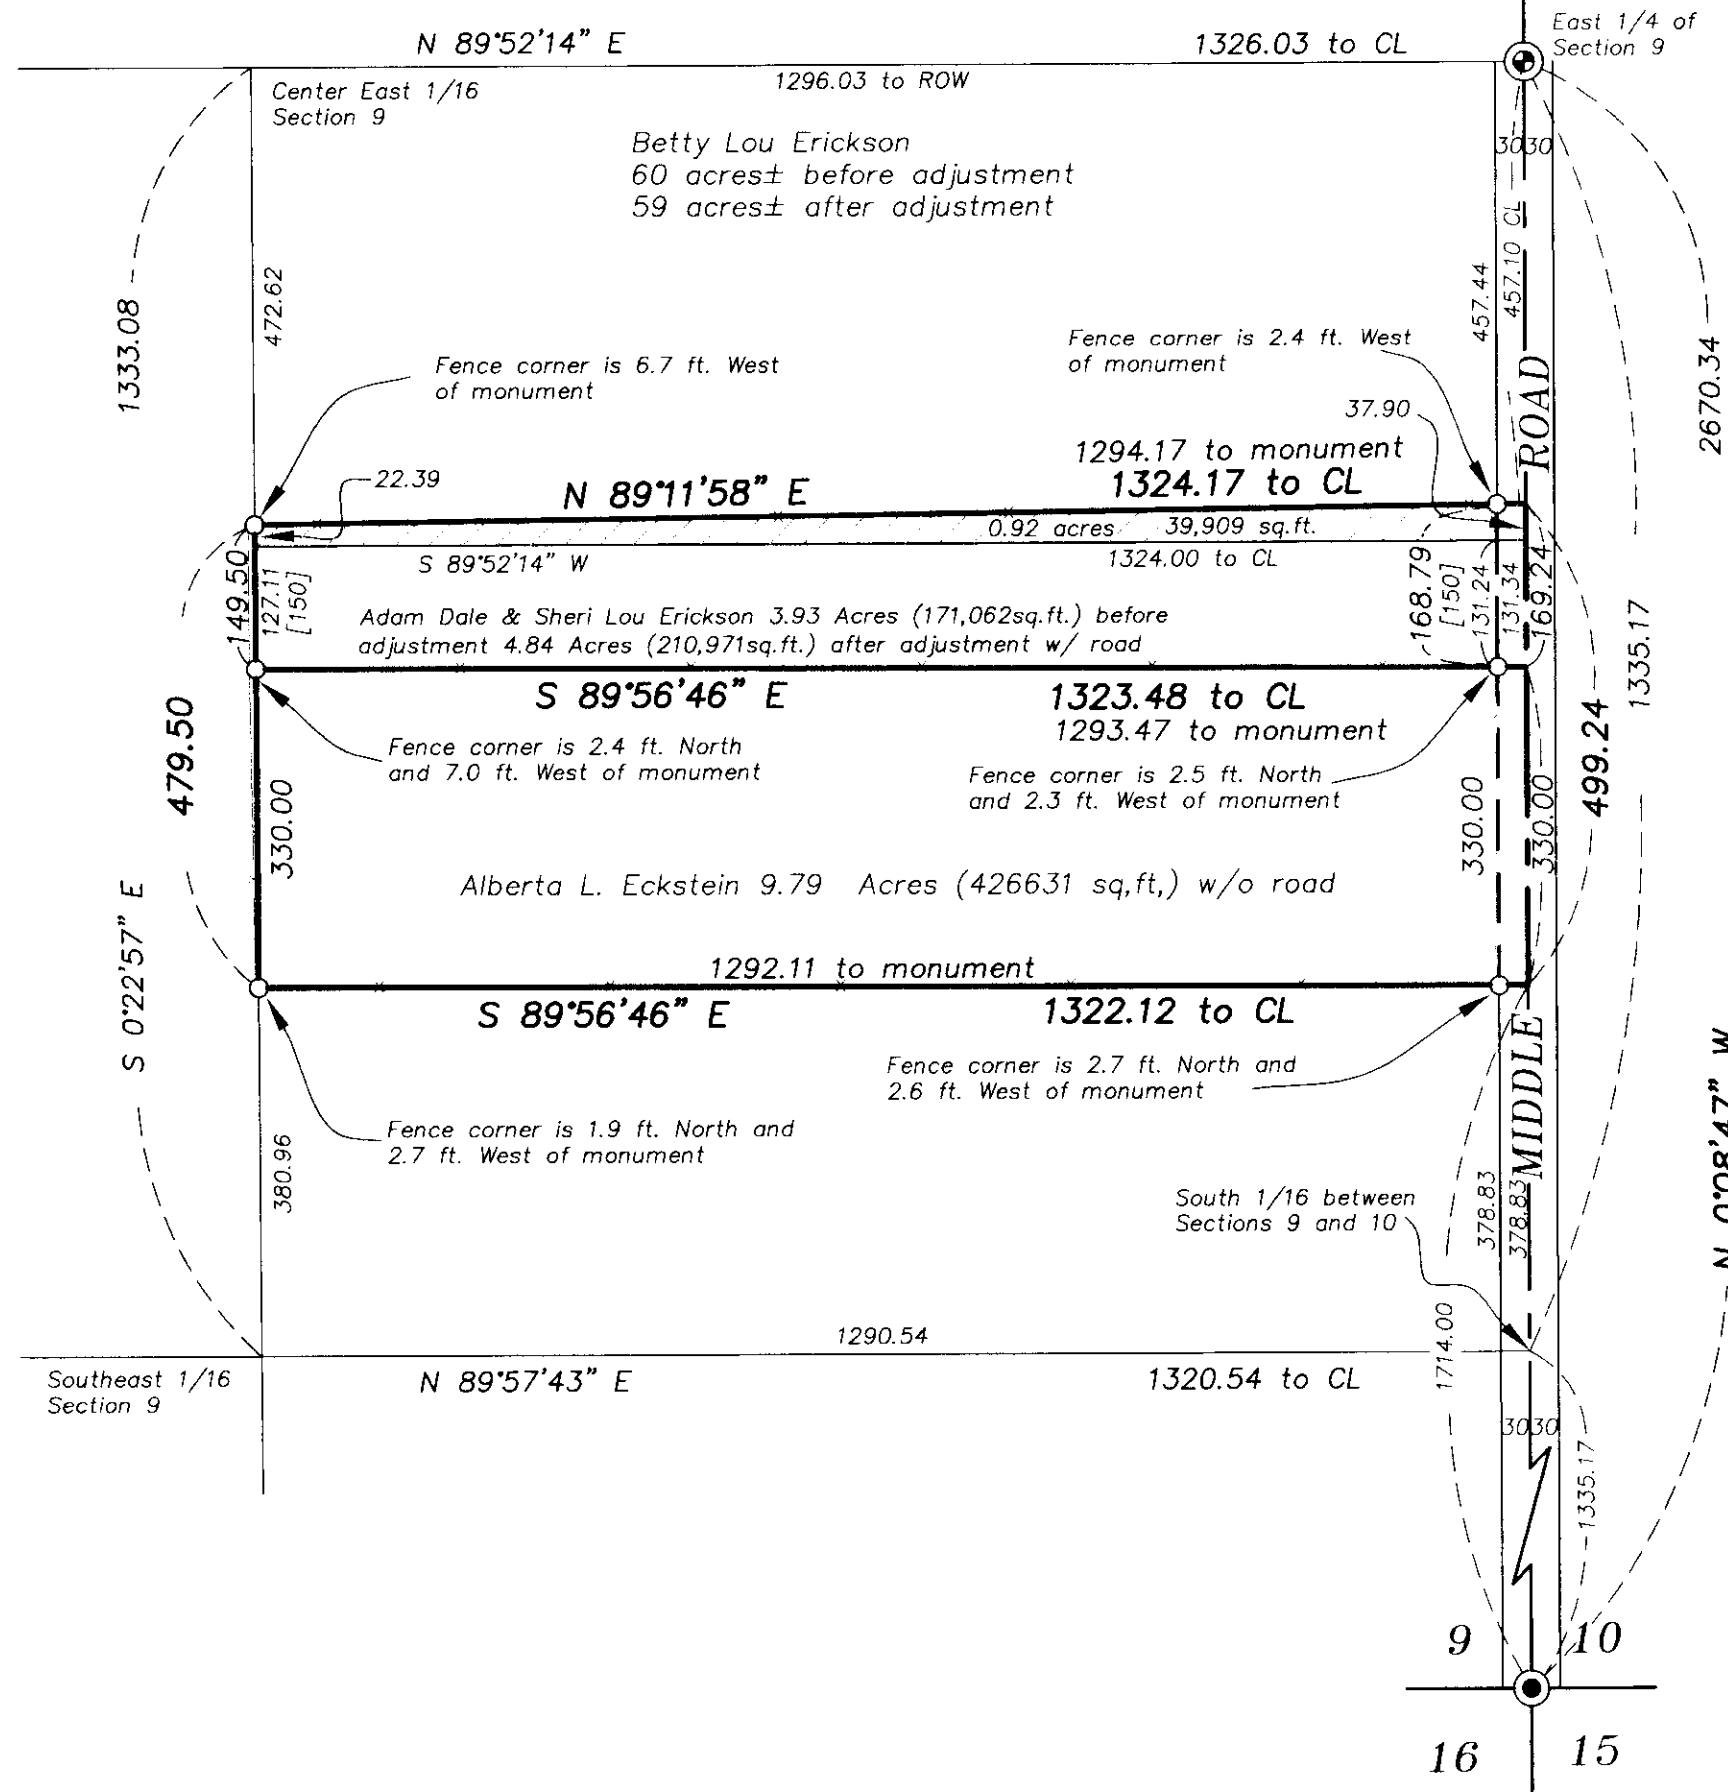 N 89°52'14" E
1326.03 to CL
East 1/4 of
Section 9
1296.03 to ROW
Center East 1/16
Section 9
Betty Lou Erickson
60 acres± before adjustment
59 acres± after adjustment
30
30
1333.08
472.62
457.44
457.10 CL
2670.34
Fence corner is 6.7 ft. West
of monument
Fence corner is 2.4 ft. West
of monument
37.90
ROAD
22.39
N 89°11'58" E
1294.17 to monument
1324.17 to CL
0.92 acres
39,909 sq.ft.
S 89°52'14" W
1324.00 to CL
149.50
127.11
[150]
168.79
[150]
131.24
131.34
169.24
1335.17
Adam Dale & Sheri Lou Erickson 3.93 Acres (171,062sq.ft.) before
adjustment 4.84 Acres (210,971sq.ft.) after adjustment w/ road
S 89°56'46" E
1323.48 to CL
1293.47 to monument
479.50
499.24
Fence corner is 2.4 ft. North
and 7.0 ft. West of monument
Fence corner is 2.5 ft. North
and 2.3 ft. West of monument
330.00
330.00
330.00
Alberta L. Eckstein 9.79 Acres (426631 sq,ft,) w/o road
S 0°22'57" E
1292.11 to monument
S 89°56'46" E
1322.12 to CL
MIDDLE
N 0°08'47" W
Fence corner is 2.7 ft. North and
2.6 ft. West of monument
Fence corner is 1.9 ft. North and
2.7 ft. West of monument
380.96
378.83
378.83
South 1/16 between
Sections 9 and 10
1290.54
1714.00
Southeast 1/16
Section 9
N 89°57'43" E
1320.54 to CL
30
30
1335.17
9
10
16
15